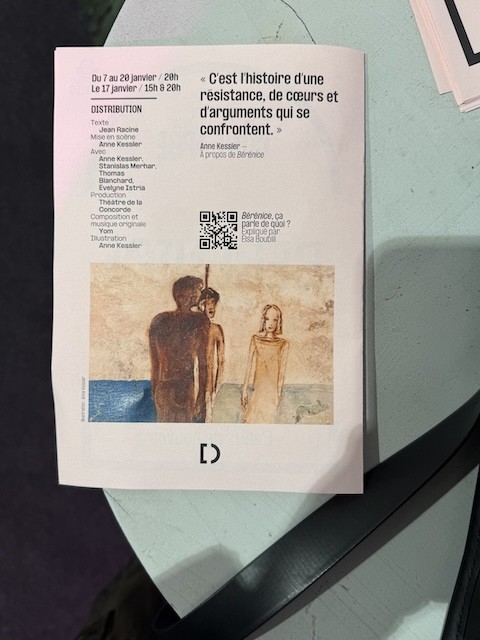 Du 7 au 20 janvier / 20h
Le 17 janvier / 15h & 20h
DISTRIBUTION
Texte
Jean Racine
Mise en scène
Anne Kessler
Avec
Anne Kessler,
Stanislas Merhar,
Thomas
Blanchard,
Evelyne Istria
Production
Théâtre de la
Concorde
Composition et
musique originale
Yom
Illustration
Anne Kessler
« C'est l'histoire d'une
résistance, de cœurs et
d'arguments qui se
confrontent. »
Anne Kessler —
À propos de Bérénice
Bérénice, ça
parle de quoi ?
Expliqué par
Elsa Boublil
Illustration : Anne Kessler